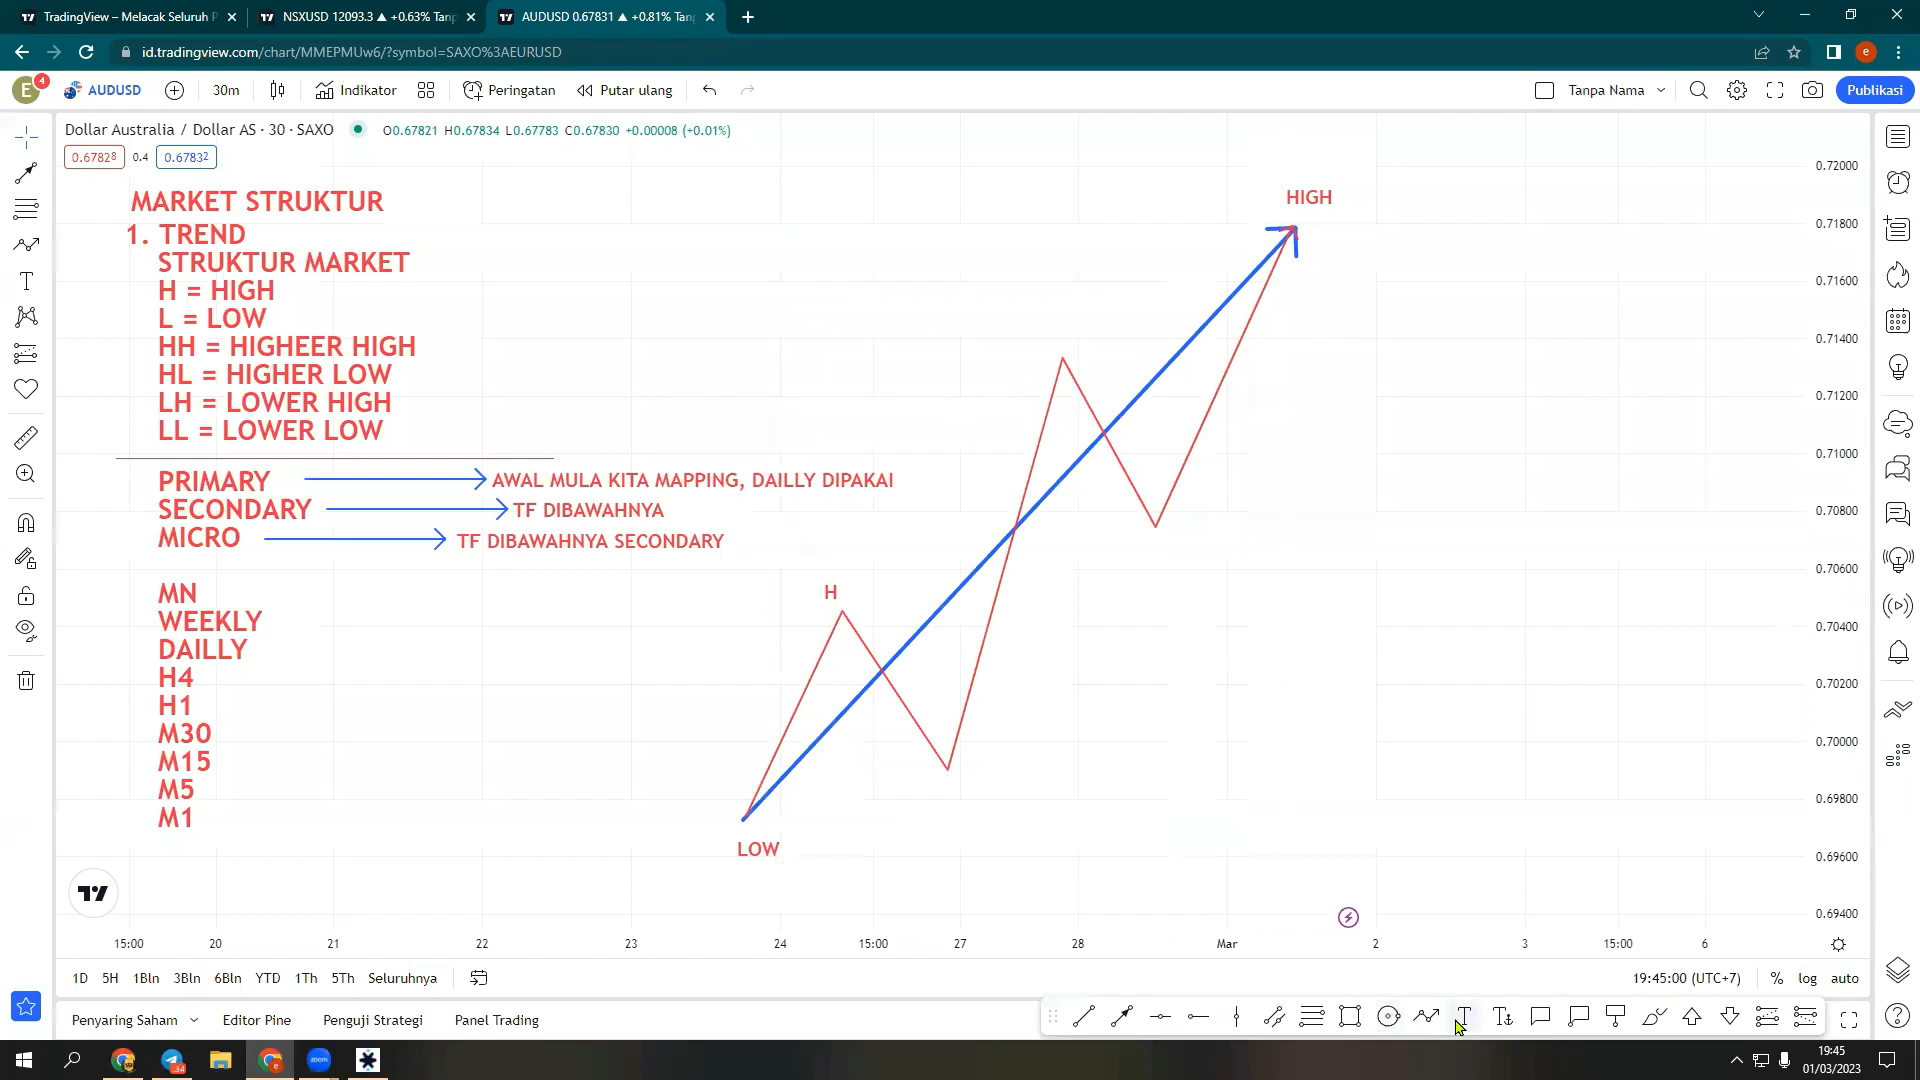 TradingView – Melacak Seluruh P
NSXUSD 12093.3 ▲ +0.63% Tanp
AUDUSD 0.67831 ▲ +0.81% Tanp
id.tradingview.com/chart/MMEPMUw6/?symbol=SAXO%3AEURUSD
e
E
4
AUDUSD
30m
Indikator
Peringatan
Putar ulang
Tanpa Nama
Publikasi
Dollar Australia / Dollar AS · 30 · SAXO
O0.67821 H0.67834 L0.67783 C0.67830 +0.00008 (+0.01%)
0.67828 0.4 0.67832
MARKET STRUKTUR
1. TREND
STRUKTUR MARKET
H = HIGH
L = LOW
HH = HIGHEER HIGH
HL = HIGHER LOW
LH = LOWER HIGH
LL = LOWER LOW
PRIMARY AWAL MULA KITA MAPPING, DAILLY DIPAKAI
SECONDARY TF DIBAWAHNYA
MICRO TF DIBAWAHNYA SECONDARY
MN
WEEKLY
DAILLY
H4
H1
M30
M15
M5
M1
HIGH
H
LOW
0.72000
0.71800
0.71600
0.71400
0.71200
0.71000
0.70800
0.70600
0.70400
0.70200
0.70000
0.69800
0.69600
0.69400
15:00 20 21 22 23 24 15:00 27 28 Mar 2 3 15:00 6
1D 5H 1Bln 3Bln 6Bln YTD 1Th 5Th Seluruhnya
19:45:00 (UTC+7) % log auto
Penyaring Saham Editor Pine Penguji Strategi Panel Trading
34
zoom
19:45
01/03/2023